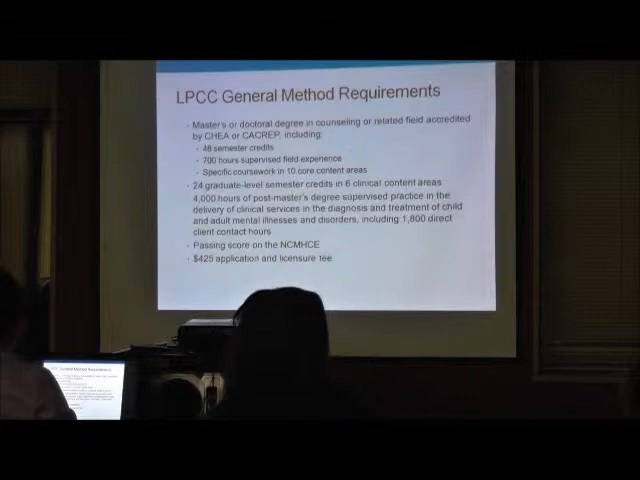 LPCC General Method Requirements
- Master's or doctoral degree in counseling or related field accredited
by CHEA or CACREP, including:
- 48 semester credits
- 700 hours supervised field experience
- Specific coursework in 10 core content areas
- 24 graduate-level semester credits in 6 clinical content areas
4,000 hours of post-master's degree supervised practice in the
delivery of clinical services in the diagnosis and treatment of child
and adult mental illnesses and disorders, including 1,800 direct
client contact hours
- Passing score on the NCMHCE
- $425 application and licensure fee
General Method Requirements